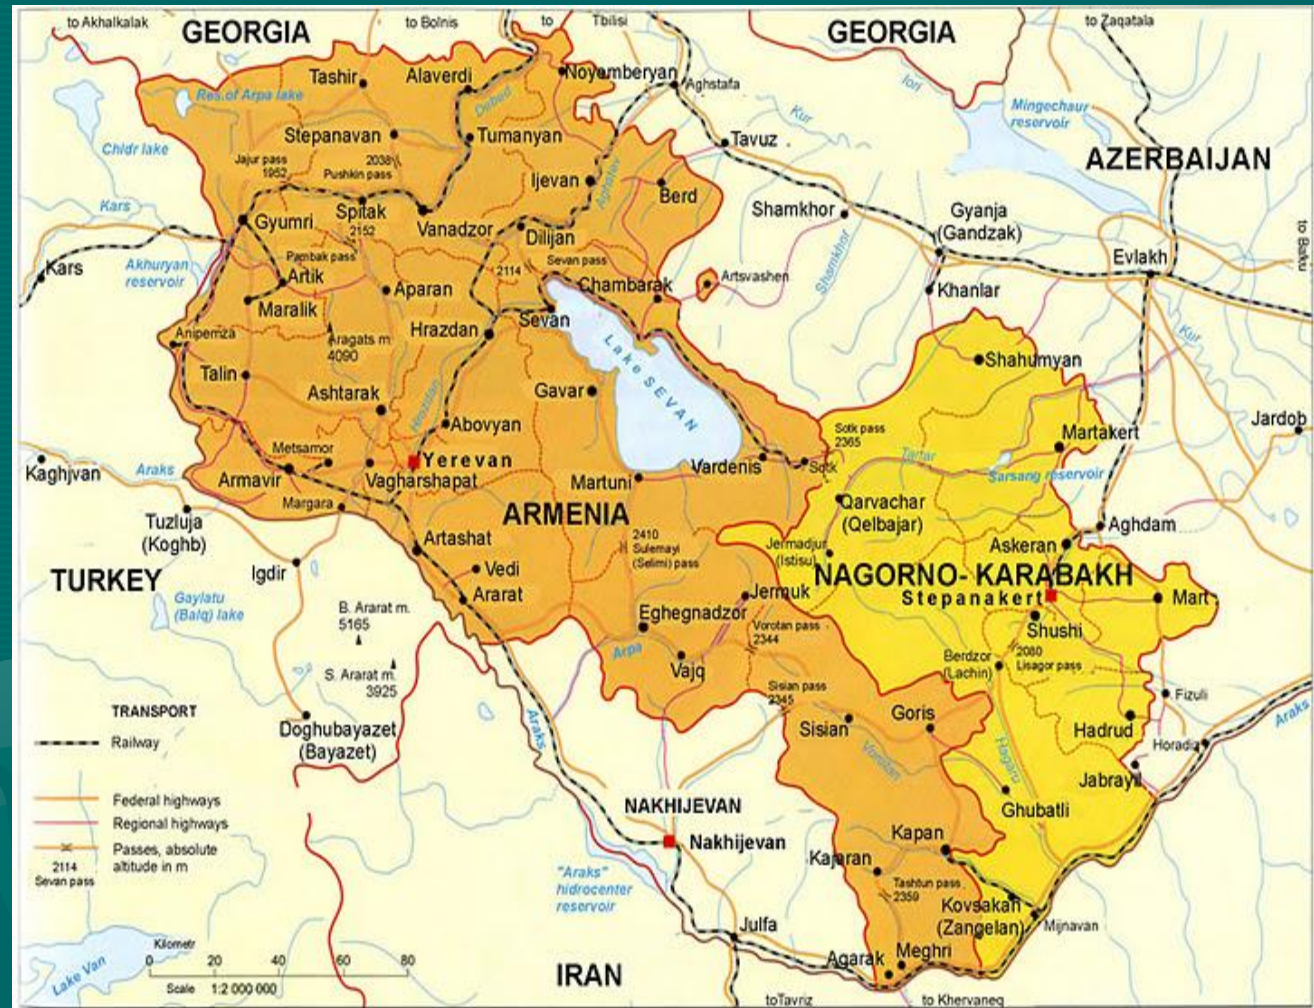 to Akhalkalak
to Bolnis
to
Tbilisi
to Zaqatala
GEORGIA
GEORGIA
Tashir
Alaverdi
Noyemberyan
Aghstafa
Iori
Res.of Arpa lake
Debed
Kur
Mingechaur
reservoir
Stepanavan
Tumanyan
Tavuz
Childr lake
Jajur pass
1952
2038
Pushkin pass
AZERBAIJAN
Ijevan
Aghstev
Berd
Kars
Gyumri
Spitak
2152
Vanadzor
Dilijan
Shamkhor
Gyanja
(Gandzak)
to Baku
Kars
Akhuryan
reservoir
Pambak pass
Artik
2114
Sevan pass
Chambarak
Artsvashen
Shamkhor
Evlakh
Maralik
Aparan
Khanlar
Anipemza
Aragats m.
4090
Hrazdan
Sevan
Kur
Lake SEVAN
Shahumyan
Talin
Ashtarak
Hrazdan
Gavar
Abovyan
Sotk pass
2365
Martakert
Jardob
Metsamor
Yerevan
Vardenis
Sotk
Tartar
Sarsang reservoir
Kaghjvan
Araks
Armavir
Vagharshapat
Martuni
Margara
Qarvachar
(Qelbajar)
Tuzluja
(Koghb)
ARMENIA
Aghdam
Artashat
2410
Sulemayi
(Selimi) pass
Jermadjur
(Istisu)
Askeran
TURKEY
Igdir
Vedi
Ararat
Jermuk
NAGORNO- KARABAKH
Stepanakert
Mart
Gaylatu
(Balq) lake
B. Ararat m.
5165
Eghegnadzor
Vorotan pass
2344
Shushi
Arpa
Vajq
2080
Lisagor pass
Berdzor
(Lachin)
S. Ararat m.
3925
Sisian pass
2345
Fizuli
TRANSPORT
Doghubayazet
(Bayazet)
Araks
Sisian
Goris
Hadrud
Araks
Railway
Vorotan
Hagaru
Horadiz
Jabrayil
Federal highways
NAKHIJEVAN
Ghubatli
Regional highways
Passes, absolute
altitude in m
2114
Sevan pass
Nakhijevan
Kapan
Kajaran
"Araks"
hidrocenter
reservoir
Tashtun pass
2359
Kovsakan
(Zangelan)
Mijnavan
Julfa
Kilometr
0 20 40 60 80
Scale 1:2 000 000
Lake Van
IRAN
Agarak
Meghri
toTavriz
to Khervaneq